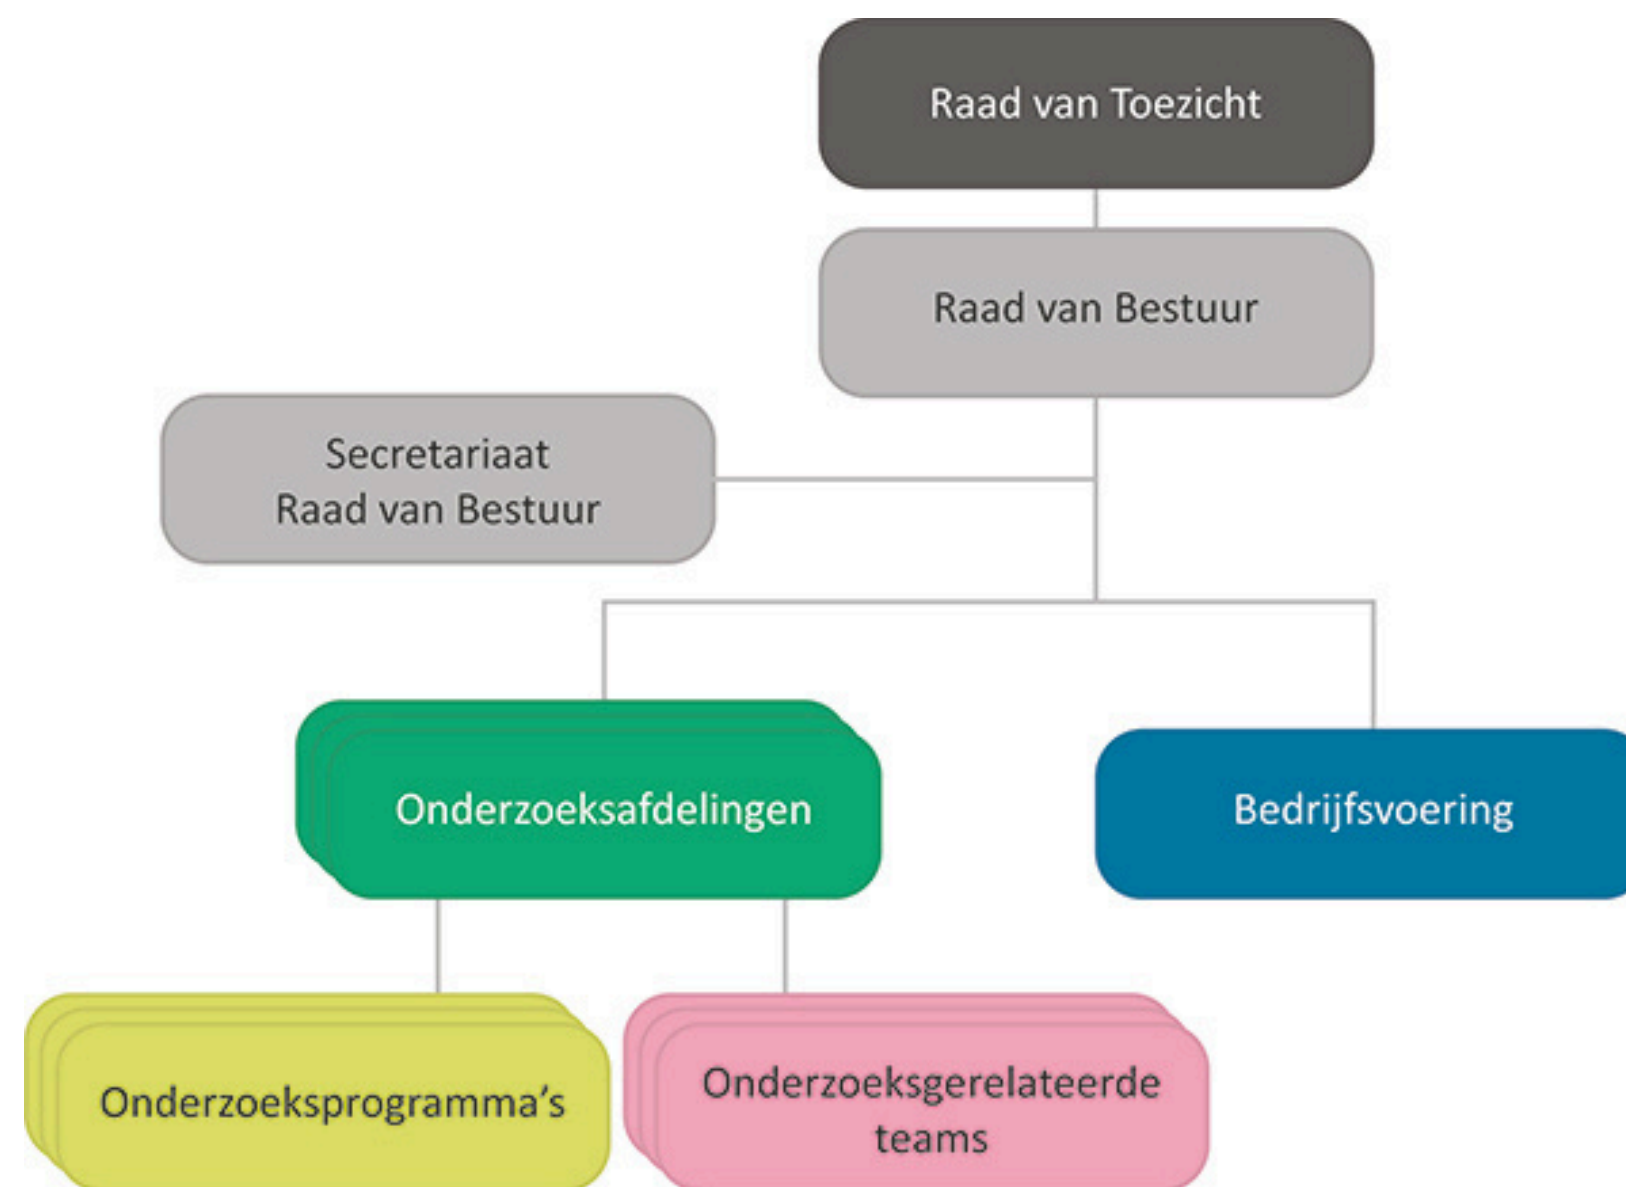 Raad van Toezicht
Raad van Bestuur
Secretariaat
Raad van Bestuur
Onderzoeksafdelingen
Bedrijfsvoering
Onderzoeksprogramma’s
Onderzoeksgerelateerde
teams